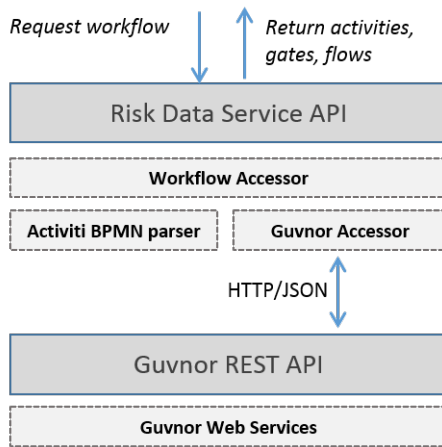 Request workflow
Return activities,
gates, flows
Risk Data Service API
Workflow Accessor
Activiti BPMN parser
Guvnor Accessor
HTTP/JSON
Guvnor REST API
Guvnor Web Services